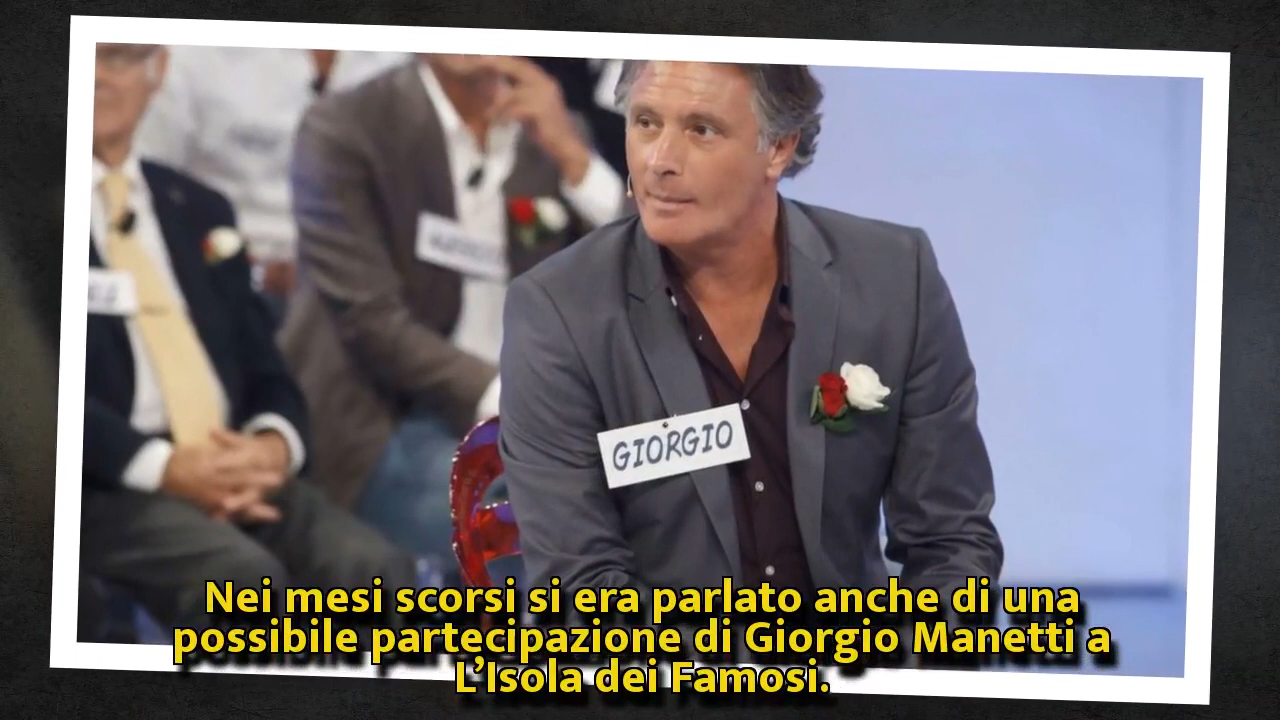 GIORGIO
Nei mesi scorsi si era parlato anche di una
possibile partecipazione di Giorgio Manetti a
L'Isola dei Famosi.